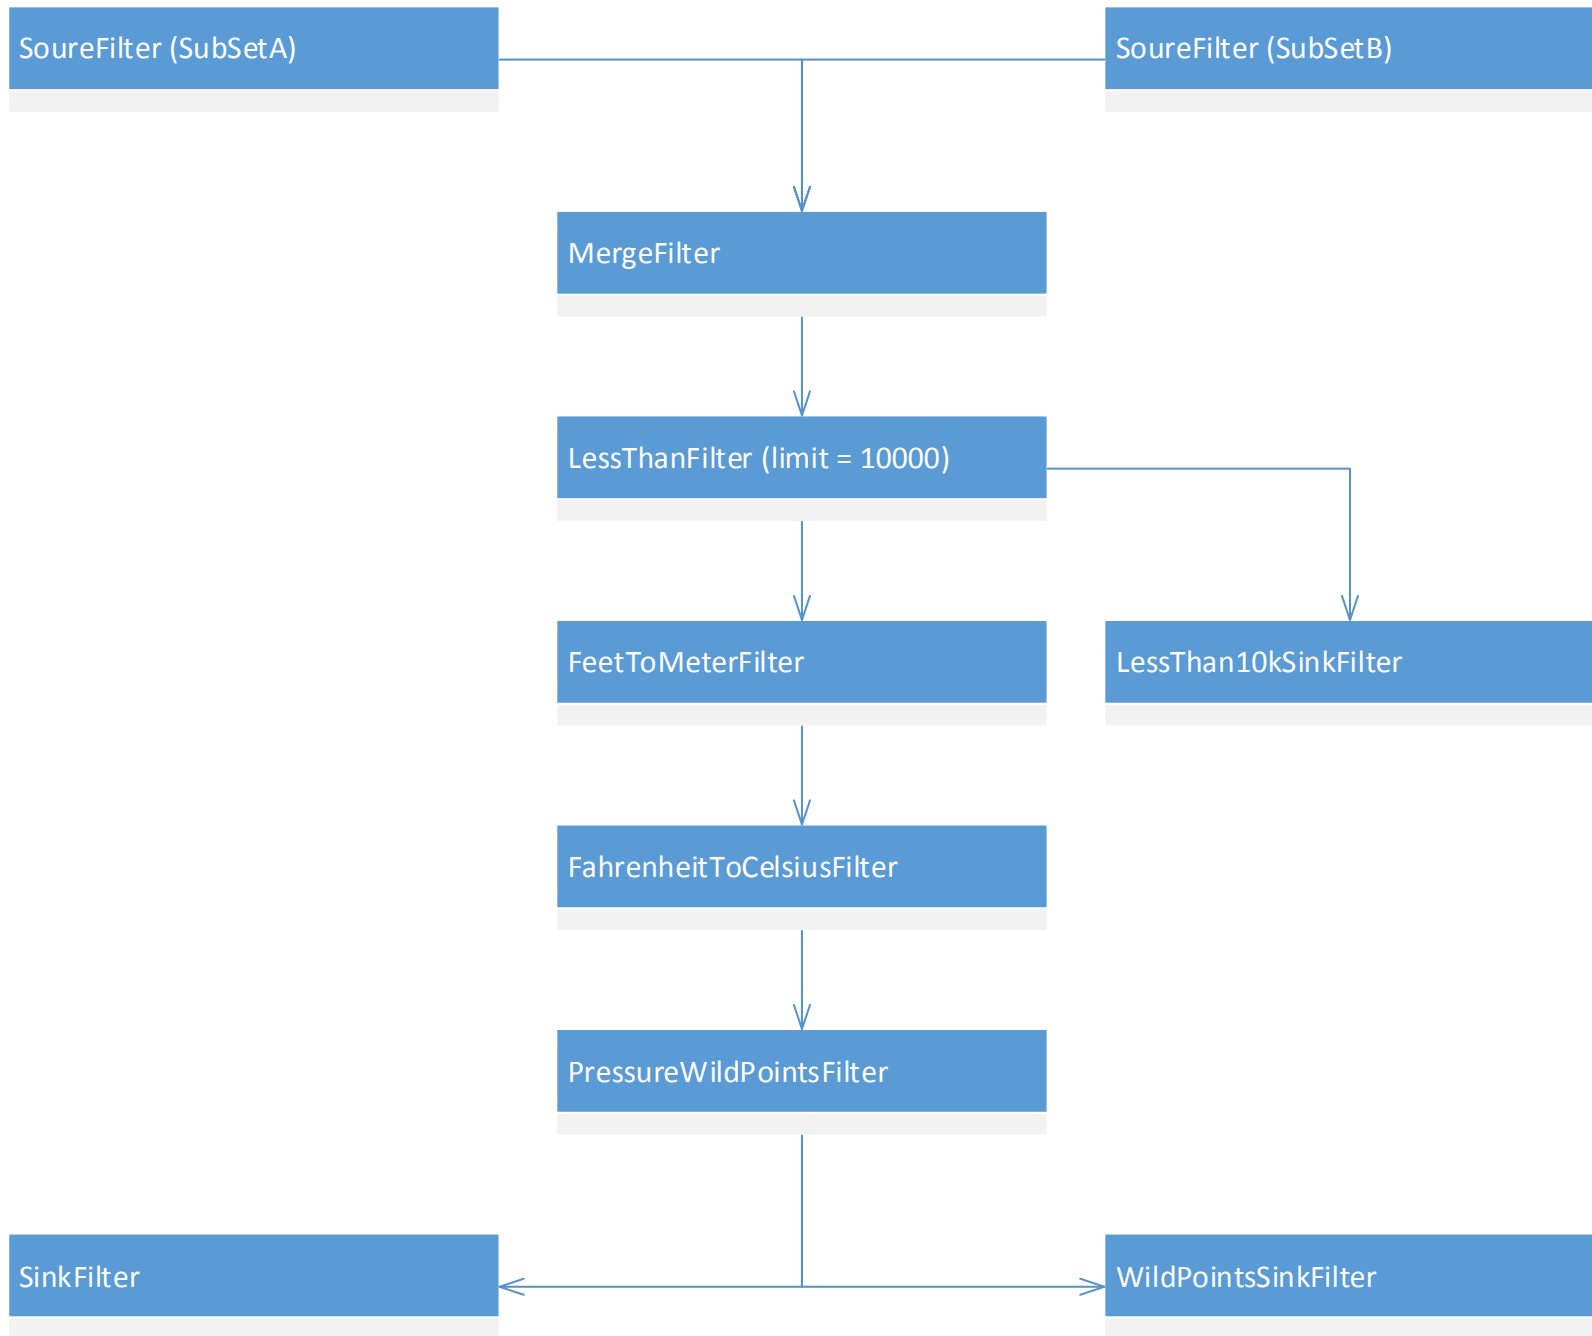 SoureFilter (SubSetA)
SoureFilter (SubSetB)
MergeFilter
LessThanFilter (limit = 10000)
FeetToMeterFilter
LessThan10kSinkFilter
FahrenheitToCelsiusFilter
PressureWildPointsFilter
SinkFilter
WildPointsSinkFilter